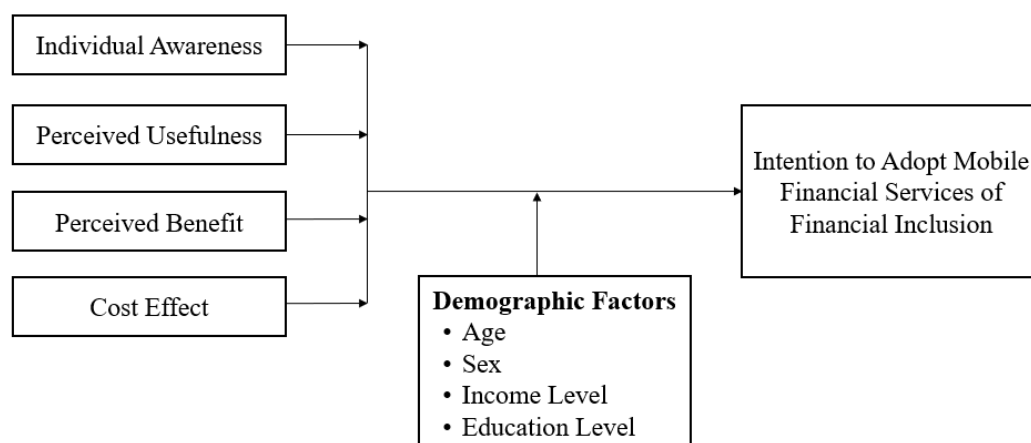 Individual Awareness
Perceived Usefulness
Perceived Benefit
Cost Effect
Demographic Factors
• Age
• Sex
• Income Level
• Education Level
Intention to Adopt Mobile
Financial Services of
Financial Inclusion